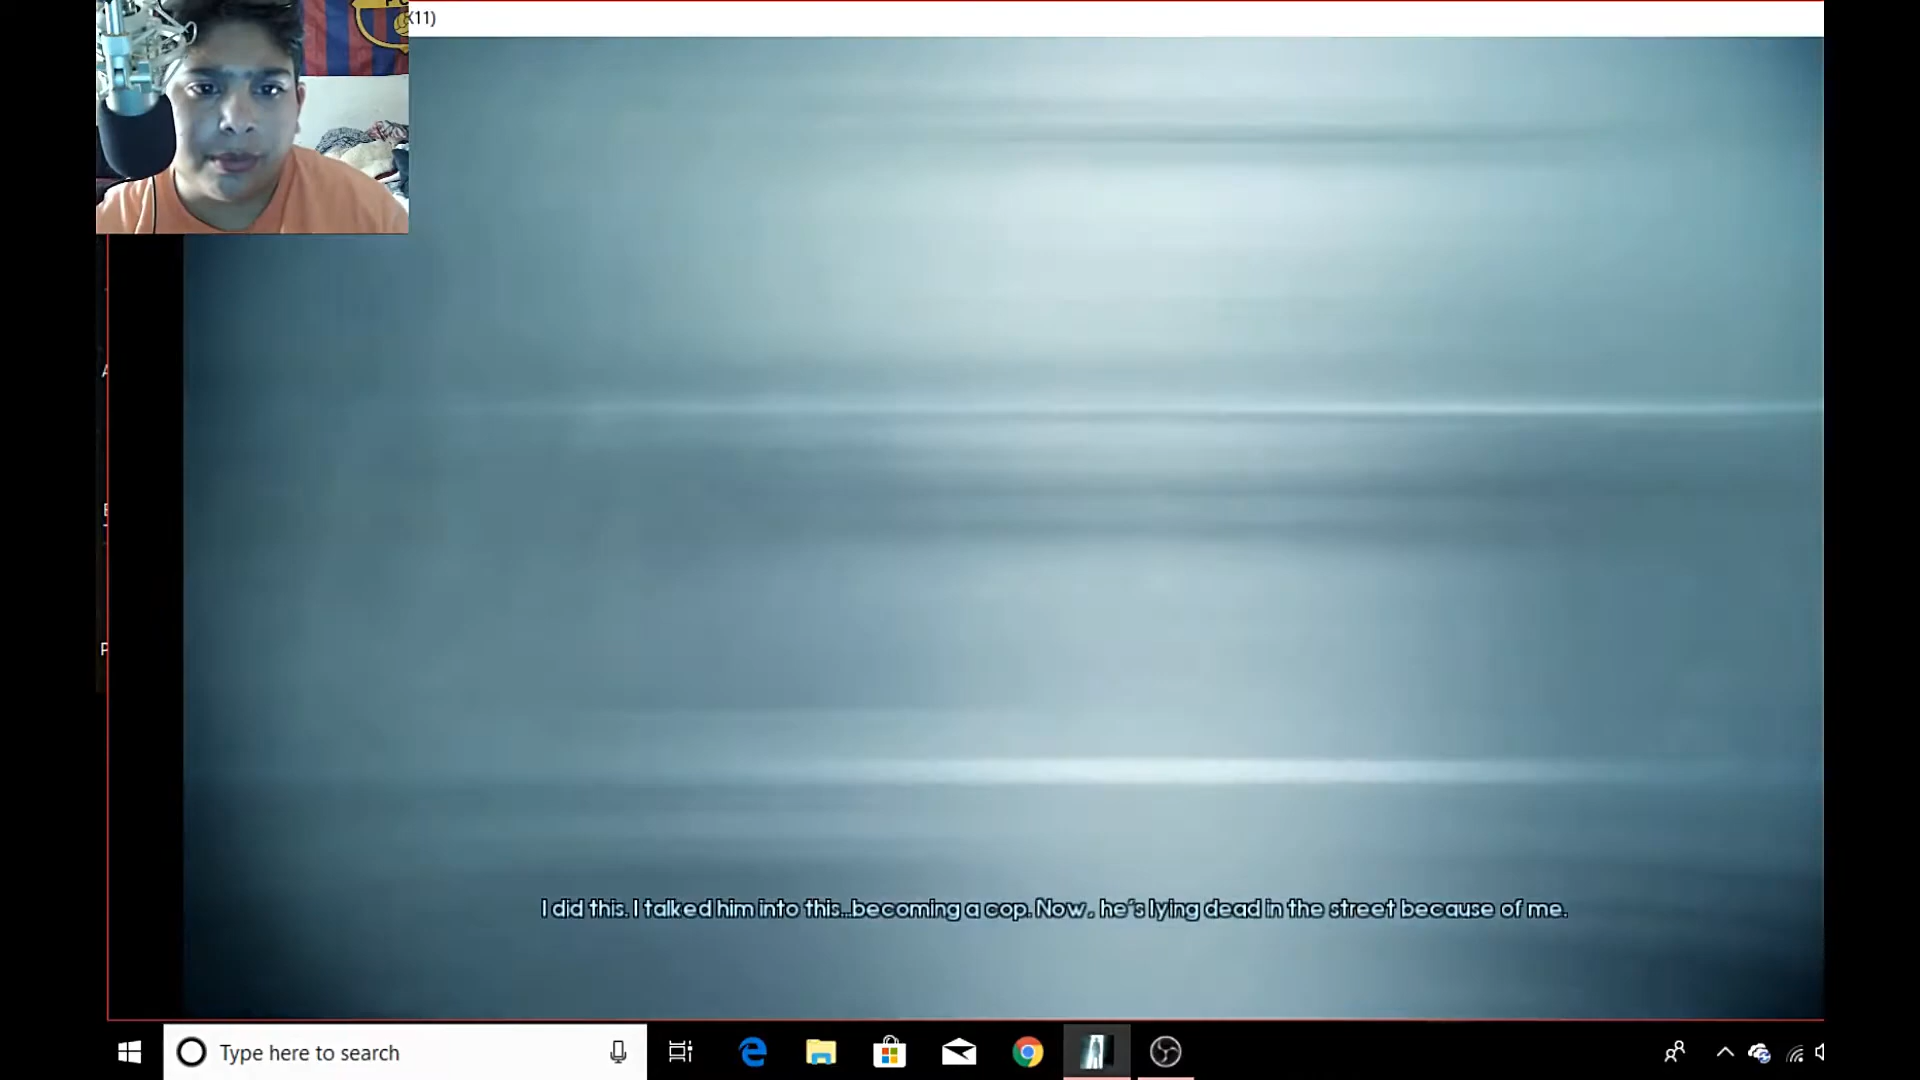 X11)
A
E
P
I did this. I talked him into this...becoming a cop. Now, he's lying dead in the street because of me.
Type here to search